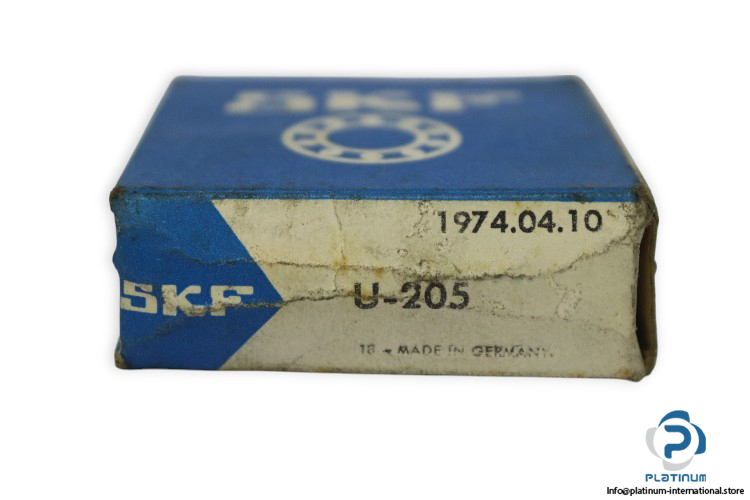 SKF
1974.04.10
SKF
U-205
18 - MADE IN GERMANY.
PLATINUM
Info@platinum-international.store